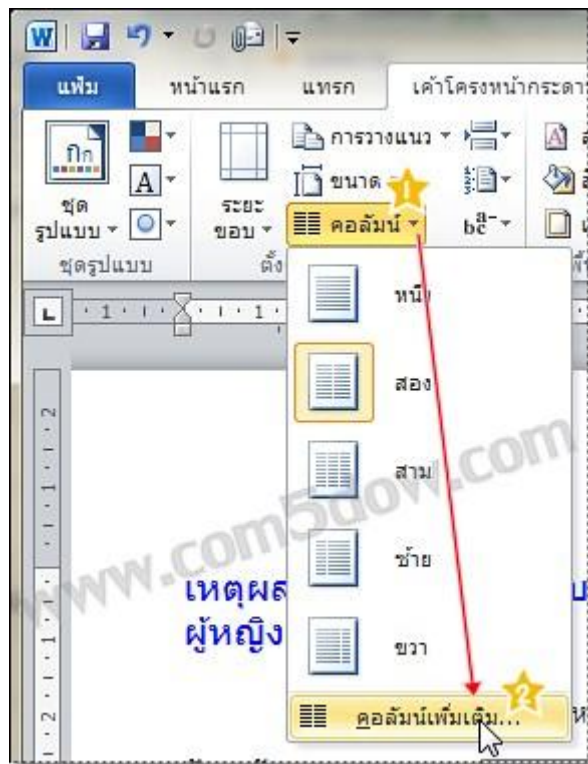 W
แฟ้ม หน้าแรก แทรก เค้าโครงหน้ากระดา
การวางแนว
ขนาด
คอลัมน์
ชุด
รูปแบบ
ระยะ
ขอบ
ชุดรูปแบบ ตั้ง
1
หนึ่ง
สอง
สาม
ซ้าย
ขวา
คอลัมน์เพิ่มเติม...
2
เหตุผล
ผู้หญิง
www.com5dow.com